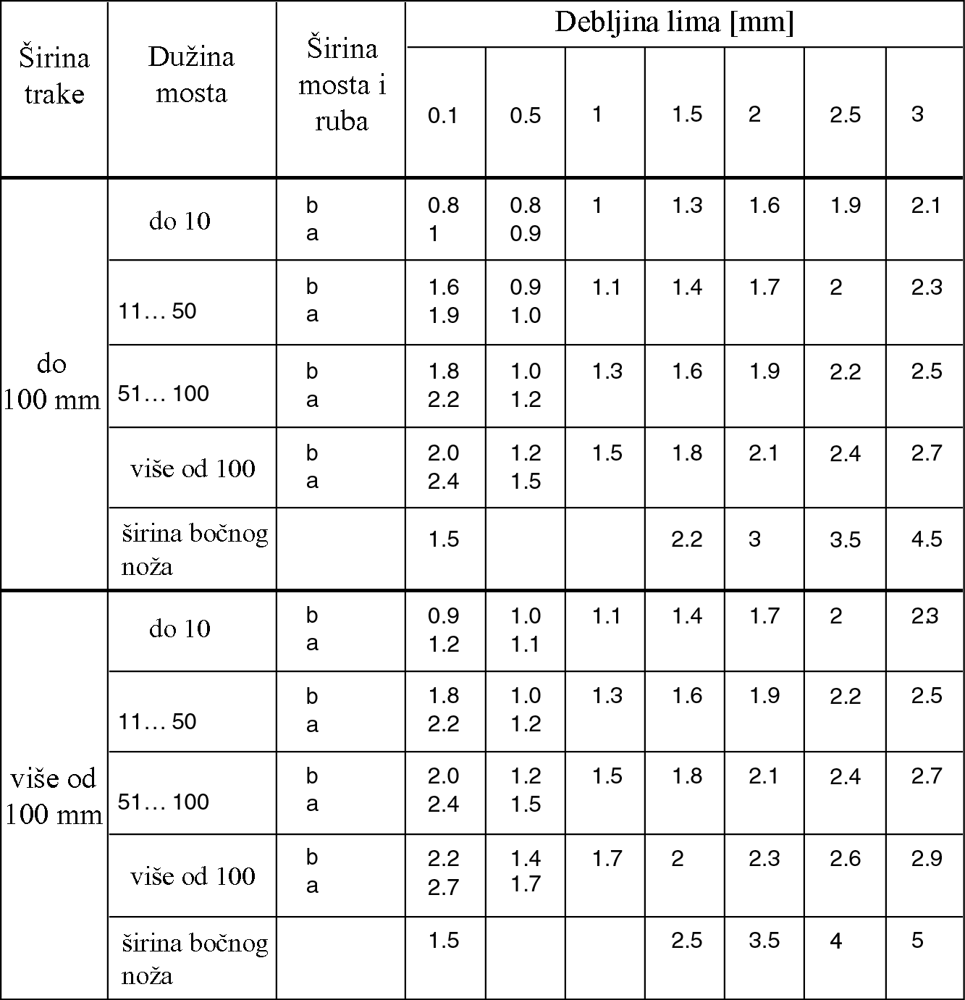 Debljina lima [mm]
Širina trake
Dužina mosta
Širina mosta i ruba
0.1 0.5 1 1.5 2 2.5 3
do 100 mm
do 10
b 0.8 0.8 1 1.3 1.6 1.9 2.1
a 1 0.9
11… 50
b 1.6 0.9 1.1 1.4 1.7 2 2.3
a 1.9 1.0
51… 100
b 1.8 1.0 1.3 1.6 1.9 2.2 2.5
a 2.2 1.2
više od 100
b 2.0 1.2 1.5 1.8 2.1 2.4 2.7
a 2.4 1.5
širina bočnog
noža
1.5 2.2 3 3.5 4.5
više od 100 mm
do 10
b 0.9 1.0 1.1 1.4 1.7 2 2.3
a 1.2 1.1
11… 50
b 1.8 1.0 1.3 1.6 1.9 2.2 2.5
a 2.2 1.2
51… 100
b 2.0 1.2 1.5 1.8 2.1 2.4 2.7
a 2.4 1.5
više od 100
b 2.2 1.4 1.7 2 2.3 2.6 2.9
a 2.7 1.7
širina bočnog
noža
1.5 2.5 3.5 4 5